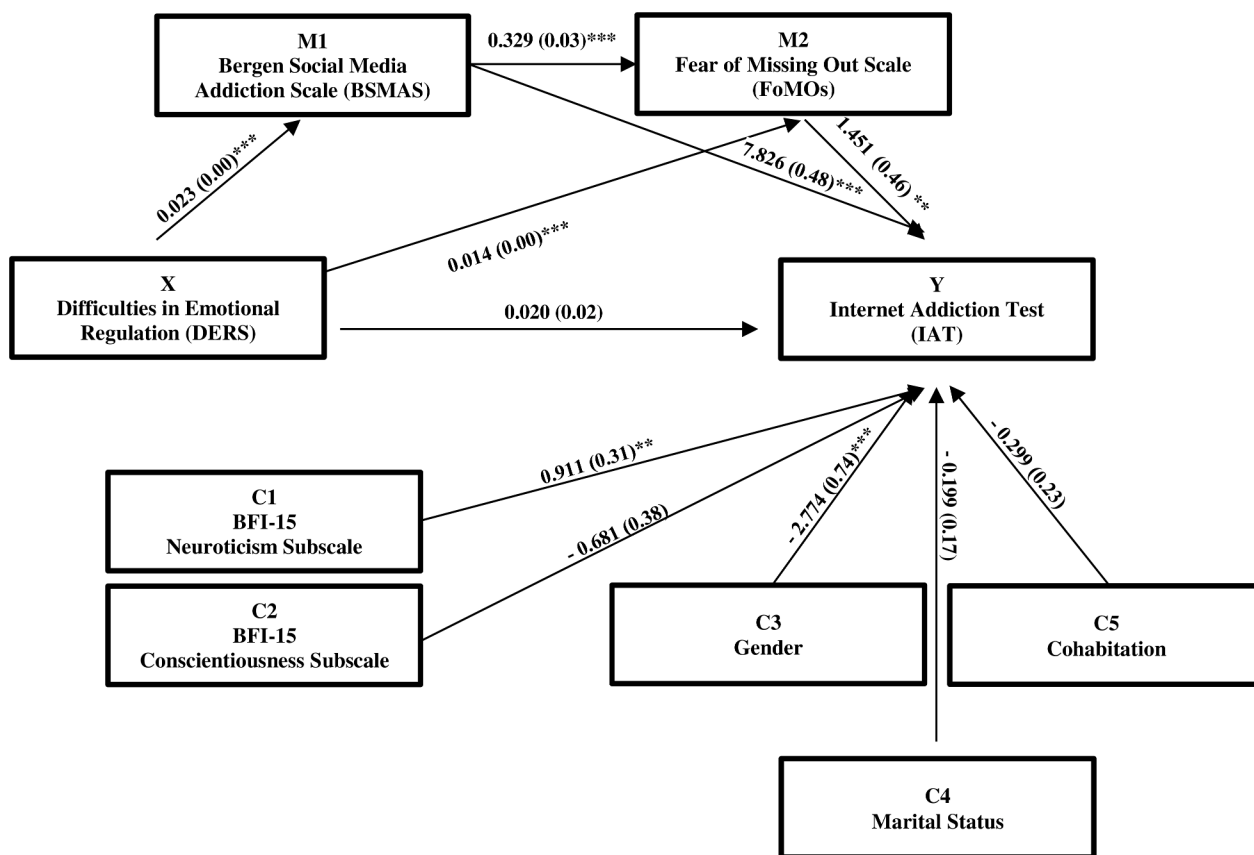 M1
Bergen Social Media
Addiction Scale (BSMAS)
0.329 (0.03)***
M2
Fear of Missing Out Scale
(FoMOs)
0.023 (0.00)***
7.826 (0.48)***
1.451 (0.46) **
0.014 (0.00)***
X
Difficulties in Emotional
Regulation (DERS)
0.020 (0.02)
Y
Internet Addiction Test
(IAT)
0.911 (0.31)**
- 0.681 (0.38)
- 2.774 (0.74)***
- 0.199 (0.17)
- 0.299 (0.23)
C1
BFI-15
Neuroticism Subscale
C2
BFI-15
Conscientiousness Subscale
C3
Gender
C5
Cohabitation
C4
Marital Status